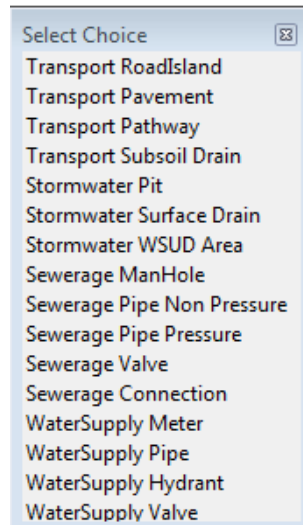 Select Choice
Transport RoadIsland
Transport Pavement
Transport Pathway
Transport Subsoil Drain
Stormwater Pit
Stormwater Surface Drain
Stormwater WSUD Area
Sewerage ManHole
Sewerage Pipe Non Pressure
Sewerage Pipe Pressure
Sewerage Valve
Sewerage Connection
WaterSupply Meter
WaterSupply Pipe
WaterSupply Hydrant
WaterSupply Valve